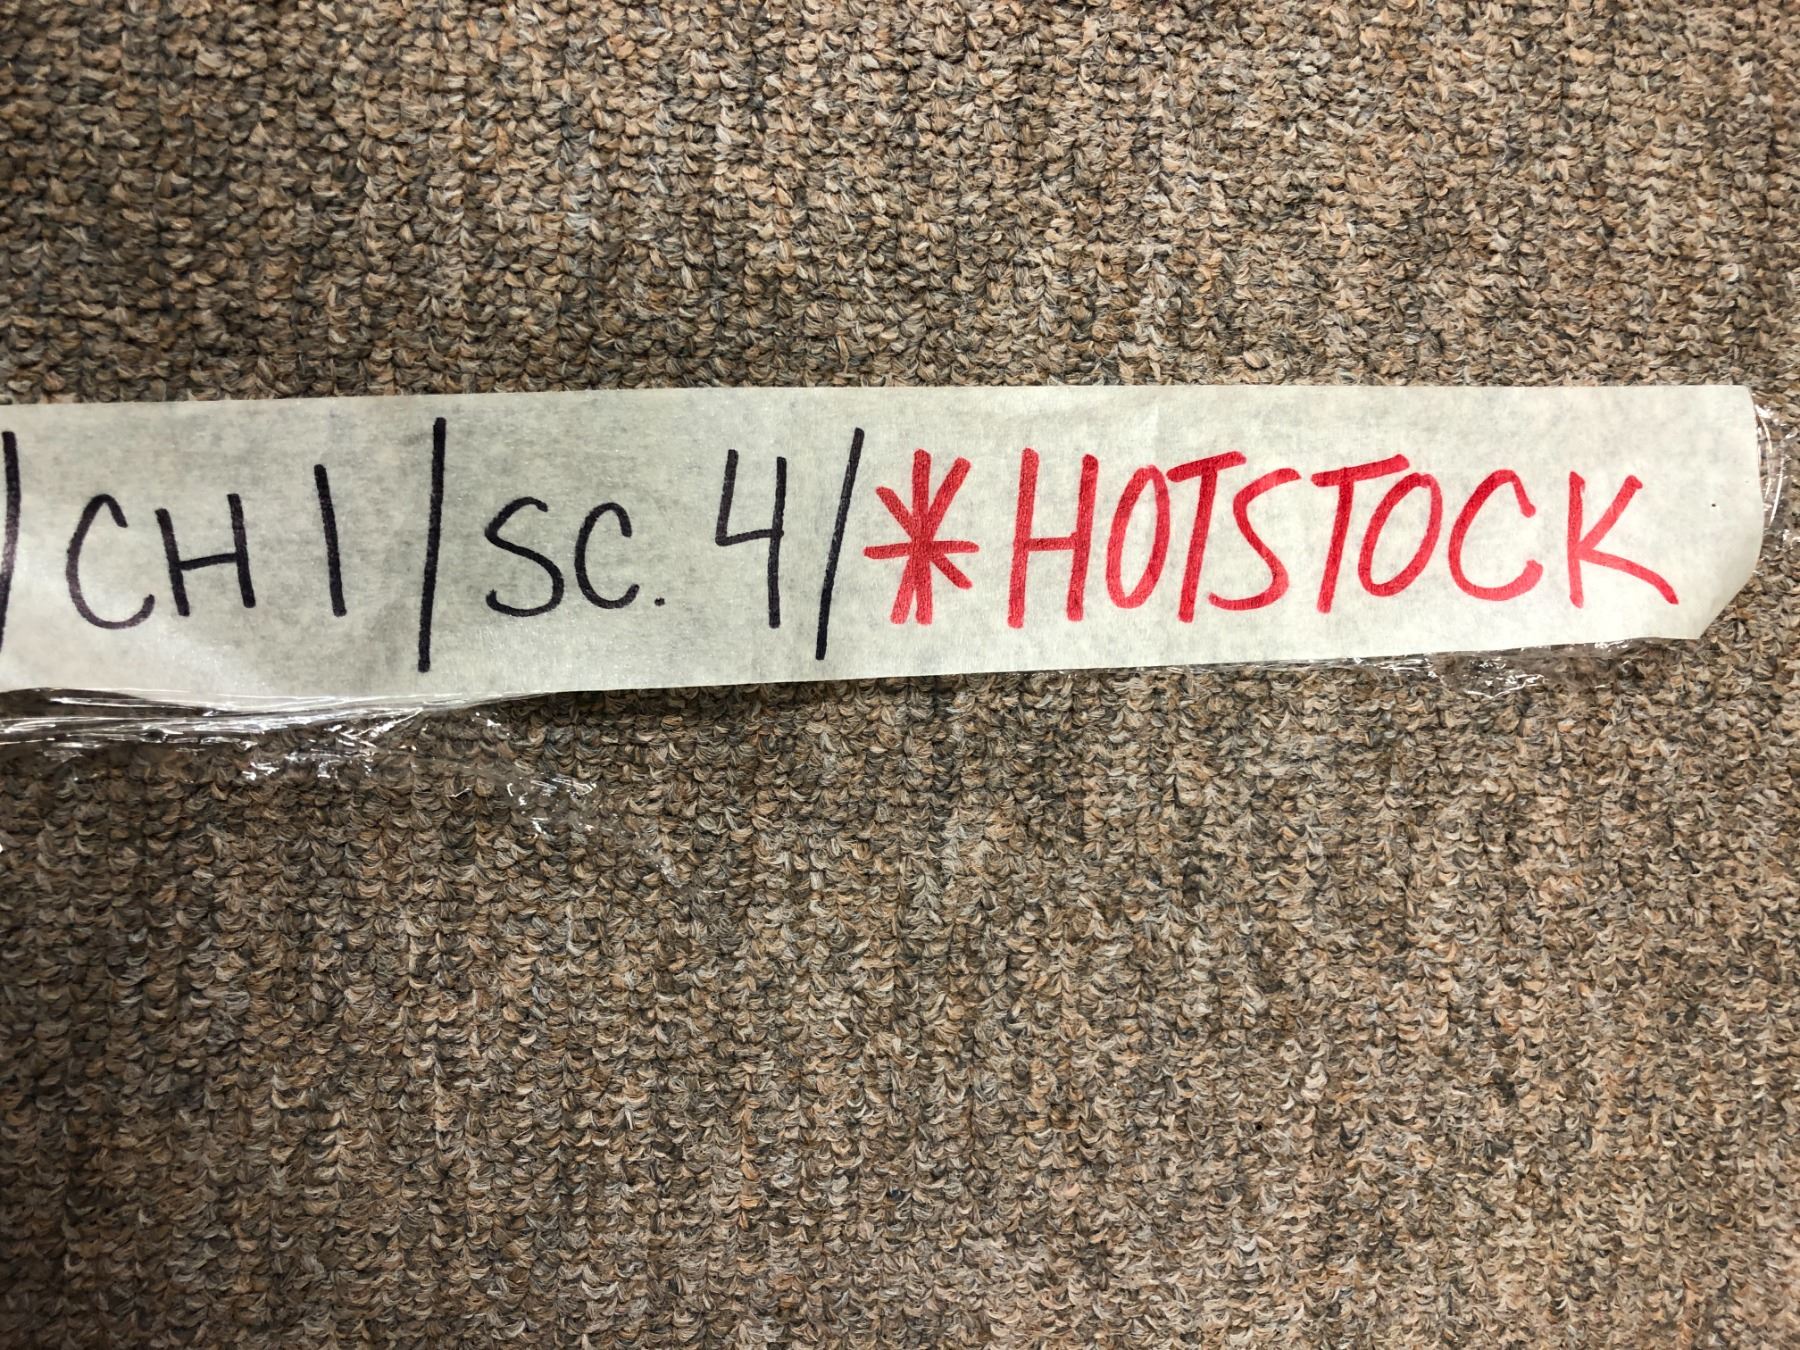 / CH 1 / SC. 4 / *HOTSTOCK